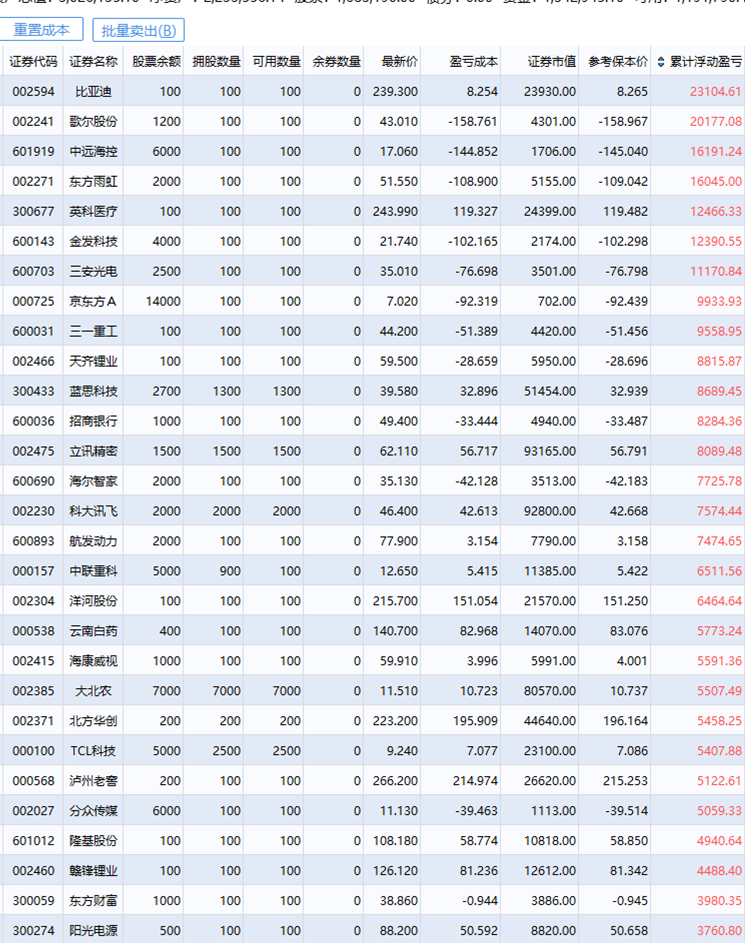 重置成本 批量卖出(B)
证券代码 证券名称 股票余额 拥股数量 可用数量 余券数量 最新价 盈亏成本 证券市值 参考保本价 累计浮动盈亏
002594 比亚迪 100 100 100 0 239.300 8.254 23930.00 8.265 23104.61
002241 歌尔股份 1200 100 100 0 43.010 -158.761 4301.00 -158.967 20177.08
601919 中远海控 6000 100 100 0 17.060 -144.852 1706.00 -145.040 16191.24
002271 东方雨虹 2000 100 100 0 51.550 -108.900 5155.00 -109.042 16045.00
300677 英科医疗 100 100 100 0 243.990 119.327 24399.00 119.482 12466.33
600143 金发科技 4000 100 100 0 21.740 -102.165 2174.00 -102.298 12390.55
600703 三安光电 2500 100 100 0 35.010 -76.698 3501.00 -76.798 11170.84
000725 京东方A 14000 100 100 0 7.020 -92.319 702.00 -92.439 9933.93
600031 三一重工 100 100 100 0 44.200 -51.389 4420.00 -51.456 9558.95
002466 天齐锂业 100 100 100 0 59.500 -28.659 5950.00 -28.696 8815.87
300433 蓝思科技 2700 1300 1300 0 39.580 32.896 51454.00 32.939 8689.45
600036 招商银行 1000 100 100 0 49.400 -33.444 4940.00 -33.487 8284.36
002475 立讯精密 1500 1500 1500 0 62.110 56.717 93165.00 56.791 8089.48
600690 海尔智家 2000 100 100 0 35.130 -42.128 3513.00 -42.183 7725.78
002230 科大讯飞 2000 2000 2000 0 46.400 42.613 92800.00 42.668 7574.44
600893 航发动力 2000 100 100 0 77.900 3.154 7790.00 3.158 7474.65
000157 中联重科 5000 900 100 0 12.650 5.415 11385.00 5.422 6511.56
002304 洋河股份 100 100 100 0 215.700 151.054 21570.00 151.250 6464.64
000538 云南白药 400 100 100 0 140.700 82.968 14070.00 83.076 5773.24
002415 海康威视 1000 100 100 0 59.910 3.996 5991.00 4.001 5591.36
002385 大北农 7000 7000 7000 0 11.510 10.723 80570.00 10.737 5507.49
002371 北方华创 200 200 200 0 223.200 195.909 44640.00 196.164 5458.25
000100 TCL科技 5000 2500 2500 0 9.240 7.077 23100.00 7.086 5407.88
000568 泸州老窖 200 100 100 0 266.200 214.974 26620.00 215.253 5122.61
002027 分众传媒 6000 100 100 0 11.130 -39.463 1113.00 -39.514 5059.33
601012 隆基股份 100 100 100 0 108.180 58.774 10818.00 58.850 4940.64
002460 赣锋锂业 100 100 100 0 126.120 81.236 12612.00 81.342 4488.40
300059 东方财富 1000 100 100 0 38.860 -0.944 3886.00 -0.945 3980.35
300274 阳光电源 500 100 100 0 88.200 50.592 8820.00 50.658 3760.80